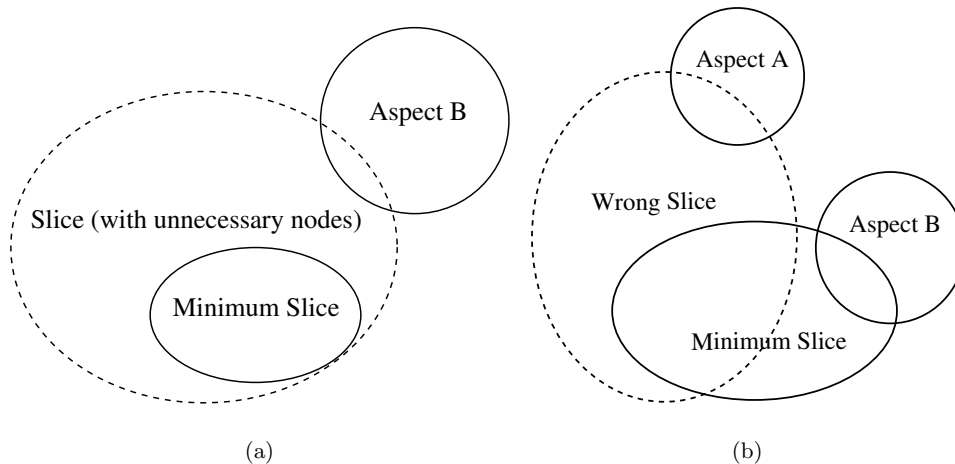 Aspect B
Slice (with unnecessary nodes)
Minimum Slice
(a)
Aspect A
Wrong Slice
Aspect B
Minimum Slice
(b)